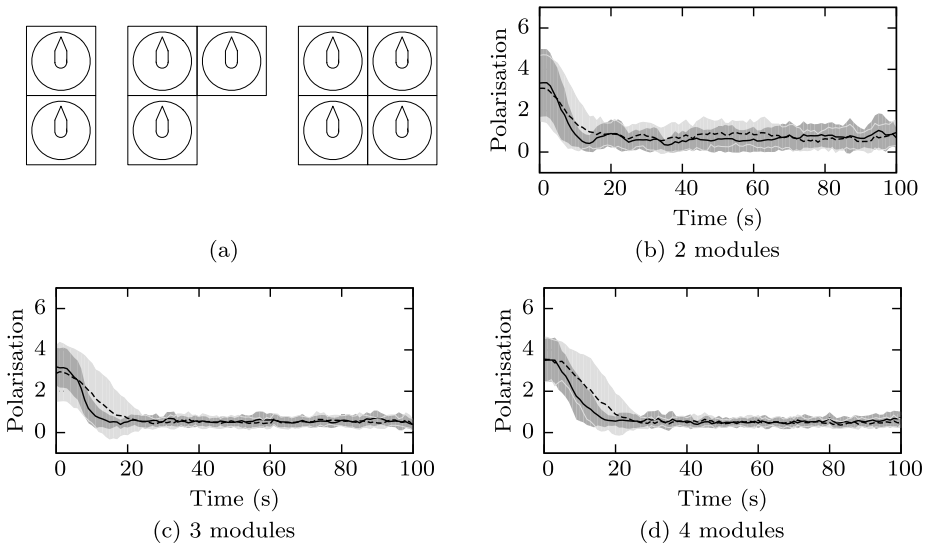 6
4
2
0
Polarisation
0 20 40 60 80 100
Time (s)
(a)
(b) 2 modules
6
4
2
0
Polarisation
0 20 40 60 80 100
Time (s)
(c) 3 modules
6
4
2
0
Polarisation
0 20 40 60 80 100
Time (s)
(d) 4 modules